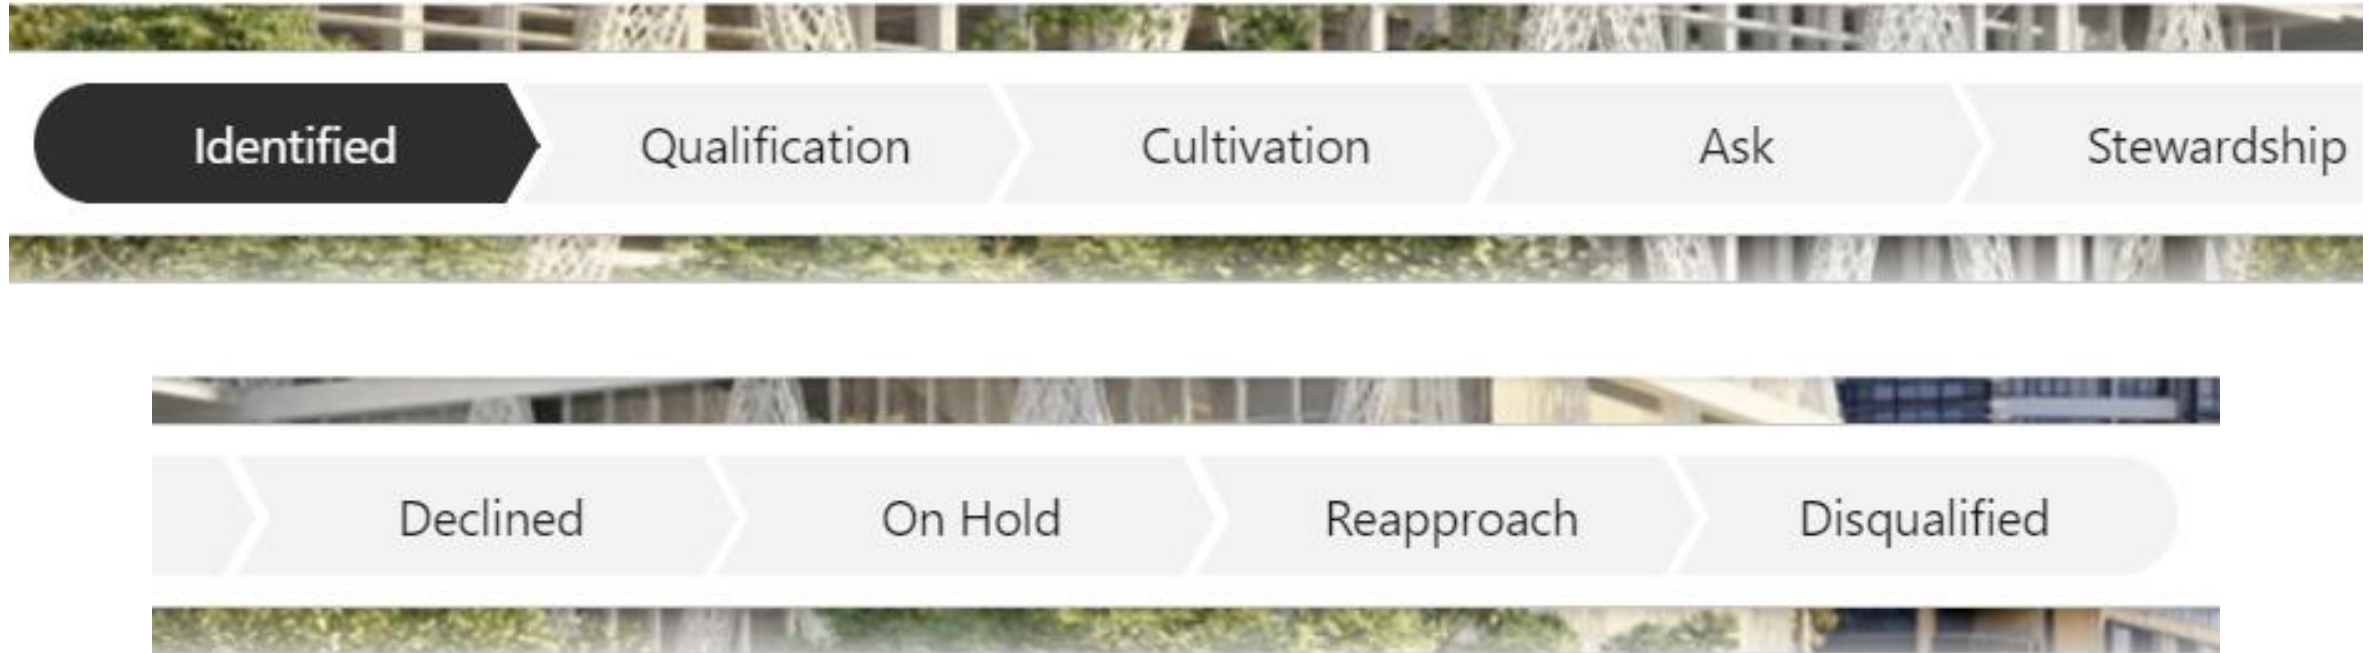 Identified Qualification Cultivation Ask Stewardship
Declined On Hold Reapproach Disqualified